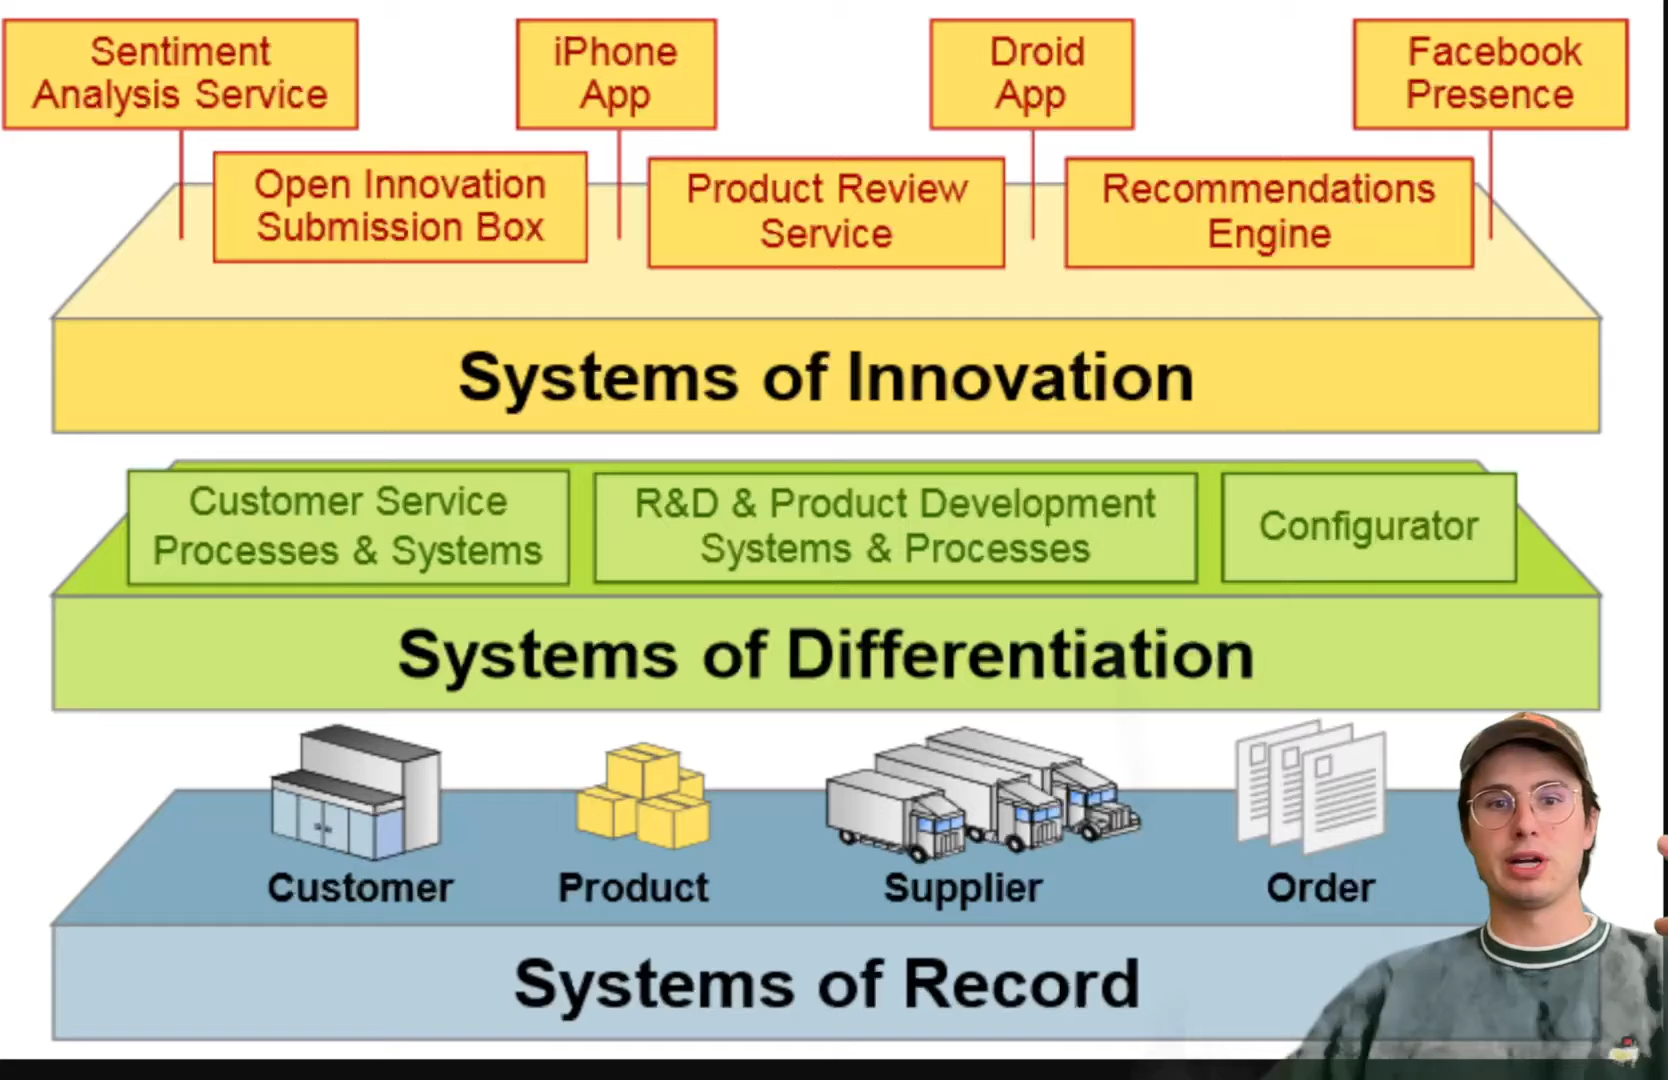 Sentiment
Analysis Service
iPhone
App
Droid
App
Facebook
Presence
Open Innovation
Submission Box
Product Review
Service
Recommendations
Engine
Systems of Innovation
Customer Service
Processes & Systems
R&D & Product Development
Systems & Processes
Configurator
Systems of Differentiation
Customer
Product
Supplier
Order
Systems of Record